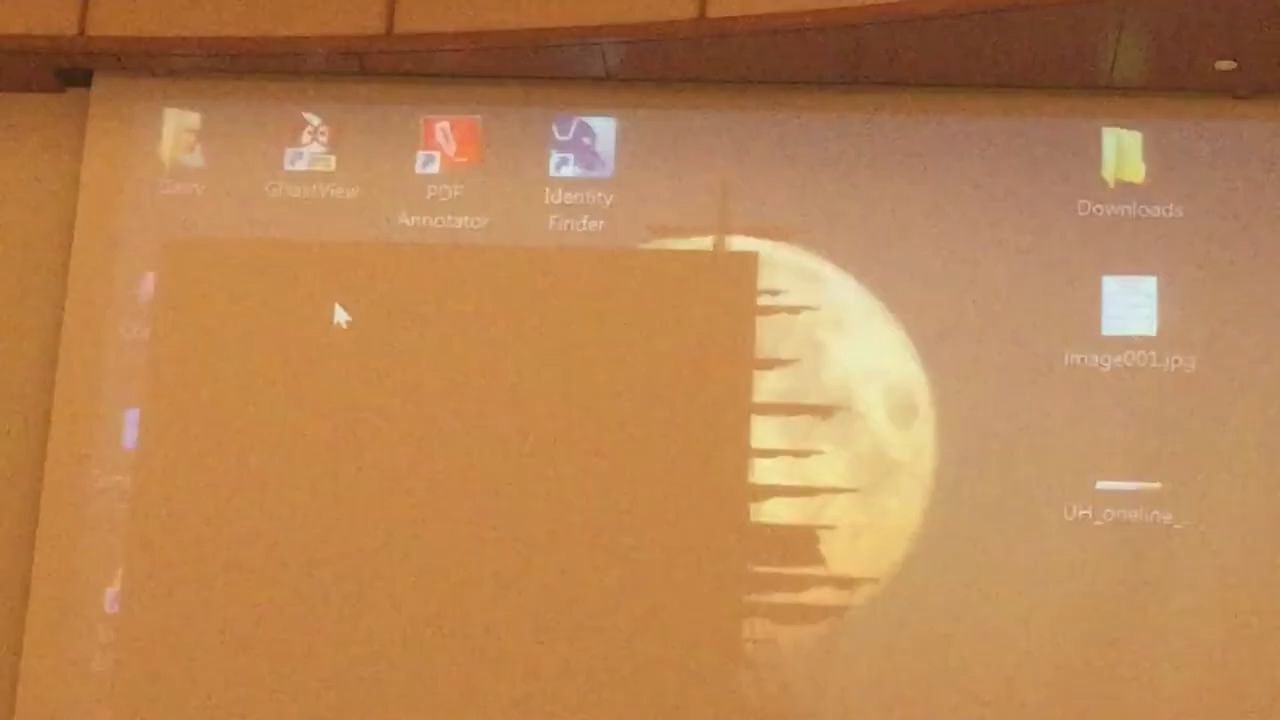 GhostView
PDF
Annotator
Identity
Finder
Downloads
image001.jpg
UH_oneline_...